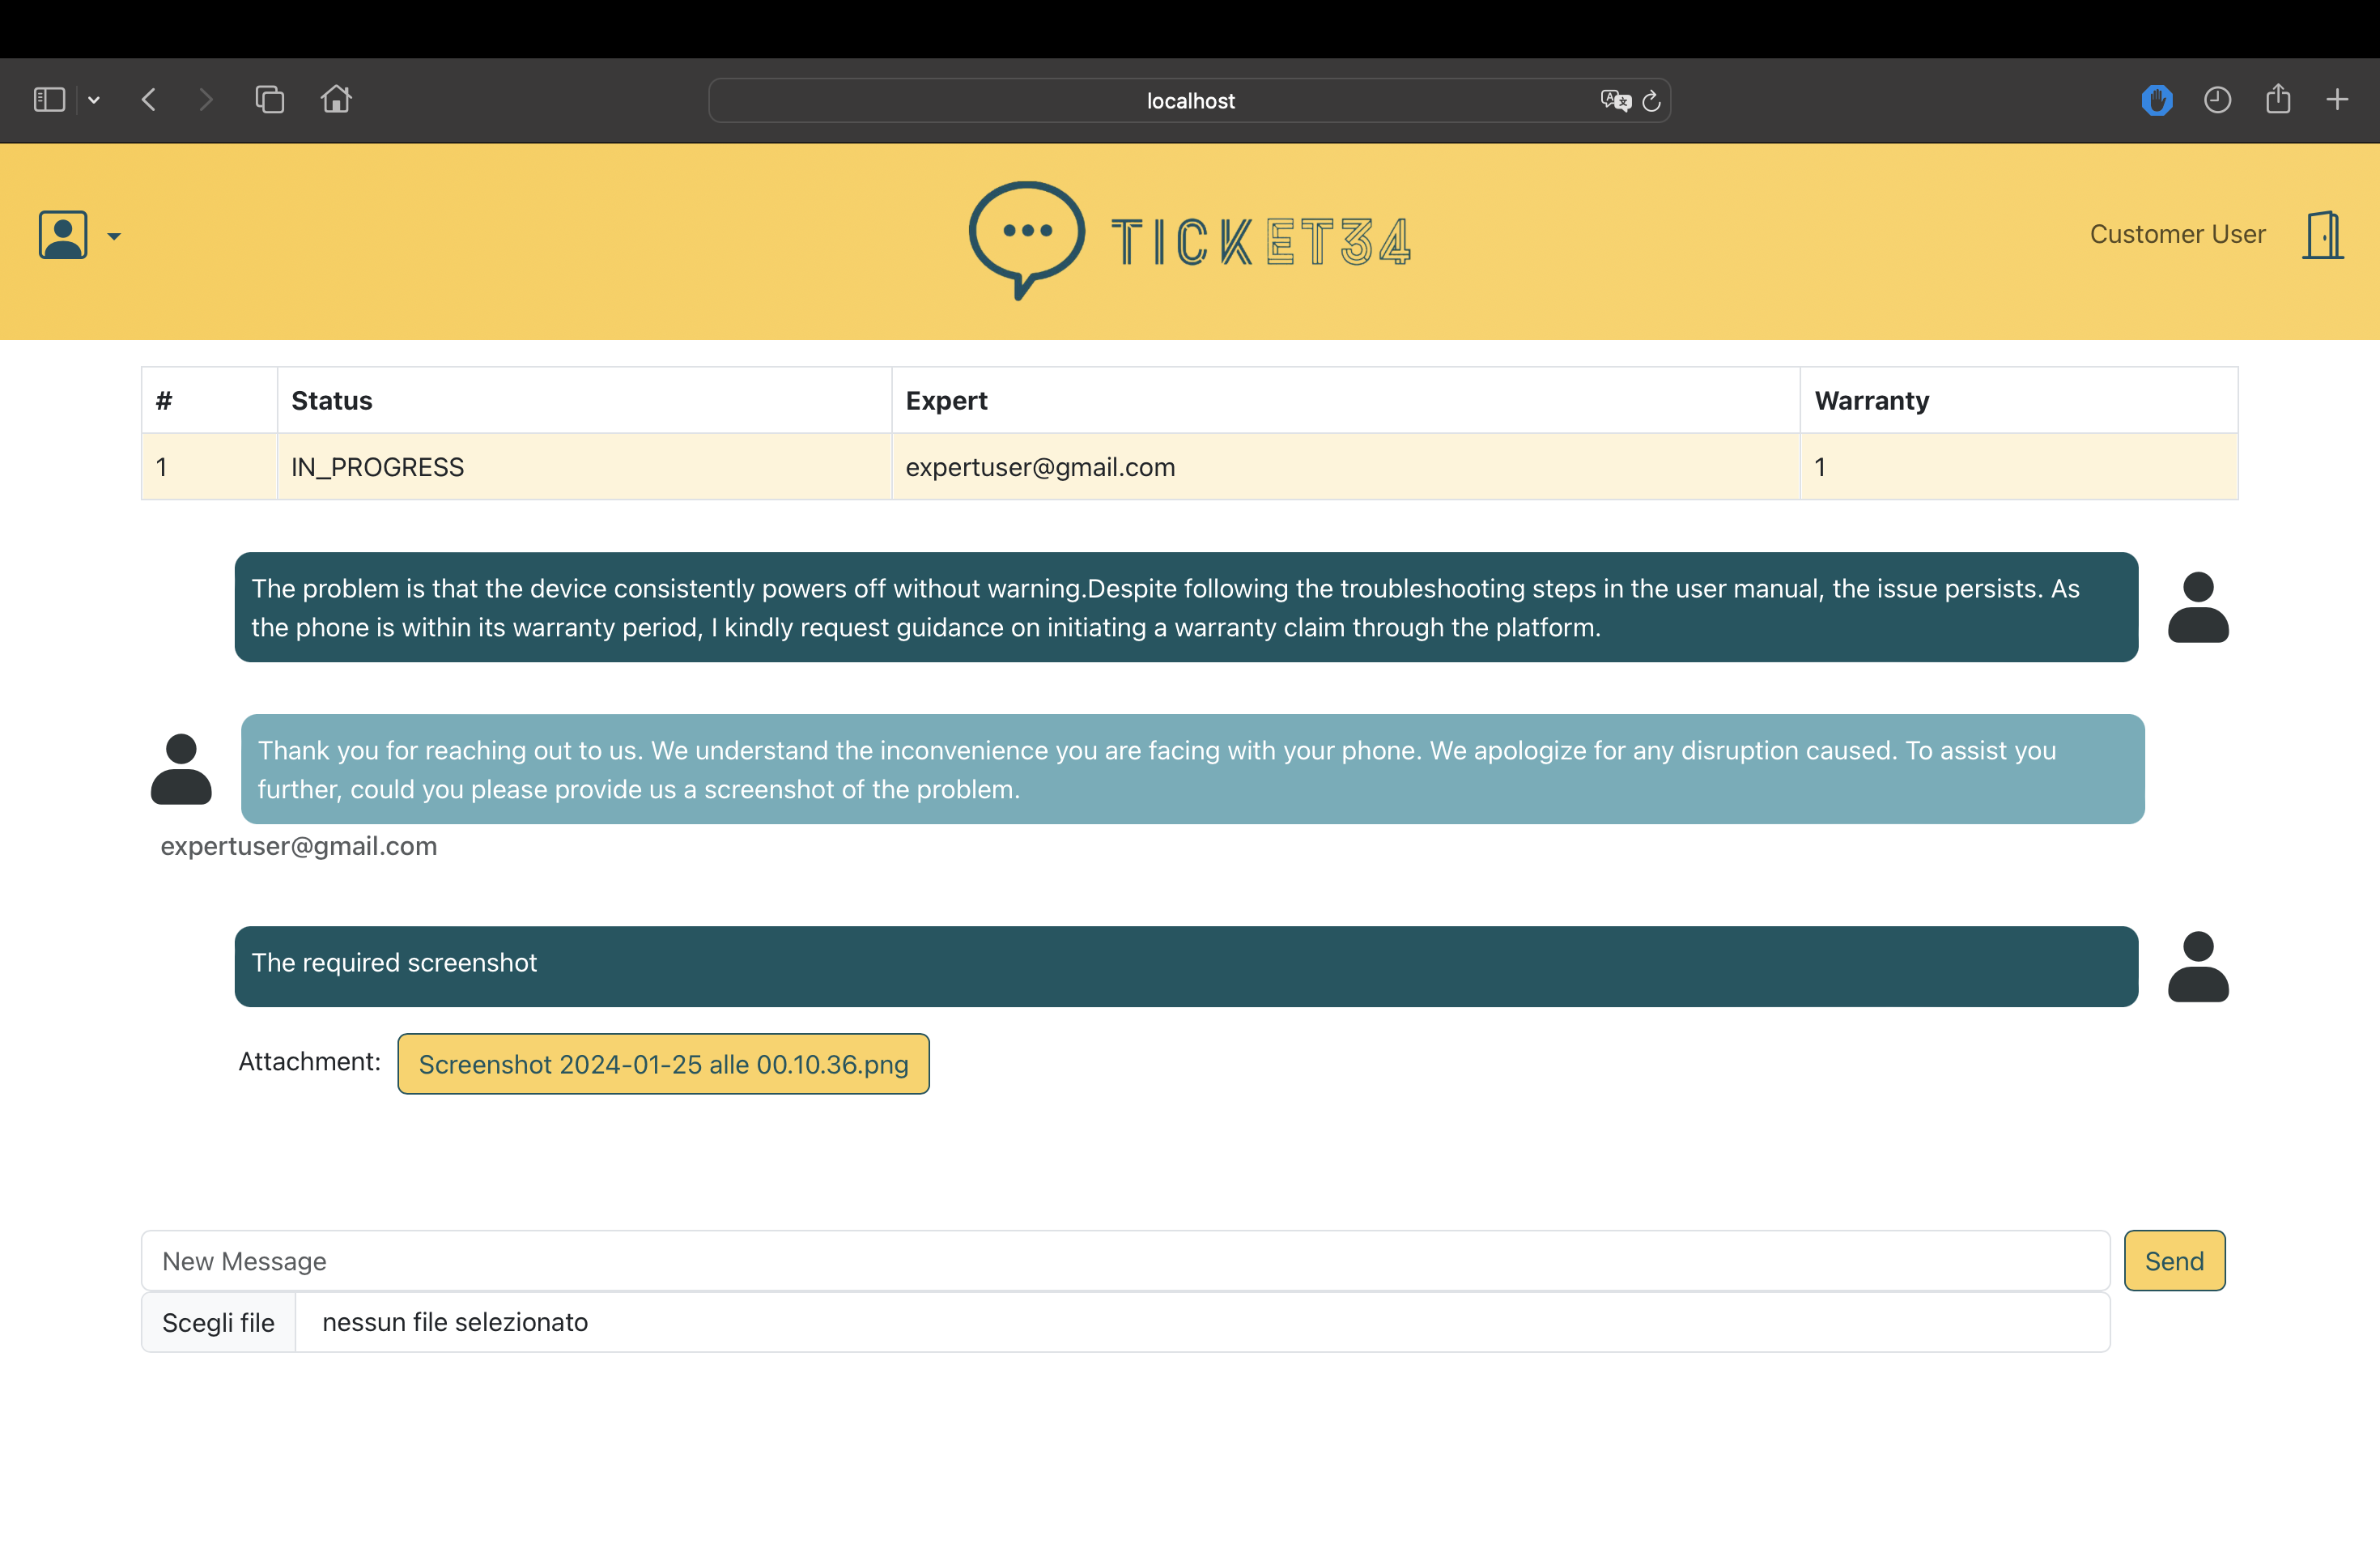 localhost
TICKET34
Customer User
# Status Expert Warranty
1 IN_PROGRESS expertuser@gmail.com 1
The problem is that the device consistently powers off without warning.Despite following the troubleshooting steps in the user manual, the issue persists. As
the phone is within its warranty period, I kindly request guidance on initiating a warranty claim through the platform.
Thank you for reaching out to us. We understand the inconvenience you are facing with your phone. We apologize for any disruption caused. To assist you
further, could you please provide us a screenshot of the problem.
expertuser@gmail.com
The required screenshot
Attachment: Screenshot 2024-01-25 alle 00.10.36.png
New Message Send
Scegli file nessun file selezionato